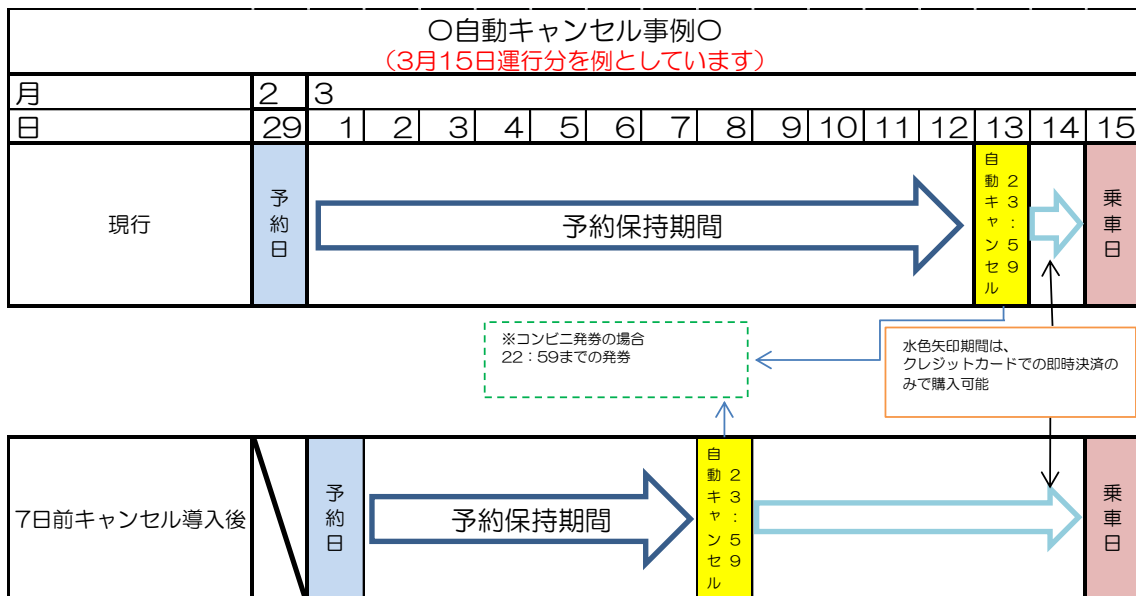 〇自動キャンセル事例〇
（3月15日運行分を例としています）
月 2 3
日 29 1 2 3 4 5 6 7 8 9 10 11 12 13 14 15
現行
予約日
予約保持期間
自動キャンセル
23:59
乗車日
※コンビニ発券の場合
22：59までの発券
水色矢印期間は、
クレジットカードでの即時決済の
みで購入可能
7日前キャンセル導入後
予約日
予約保持期間
自動キャンセル
23:59
乗車日